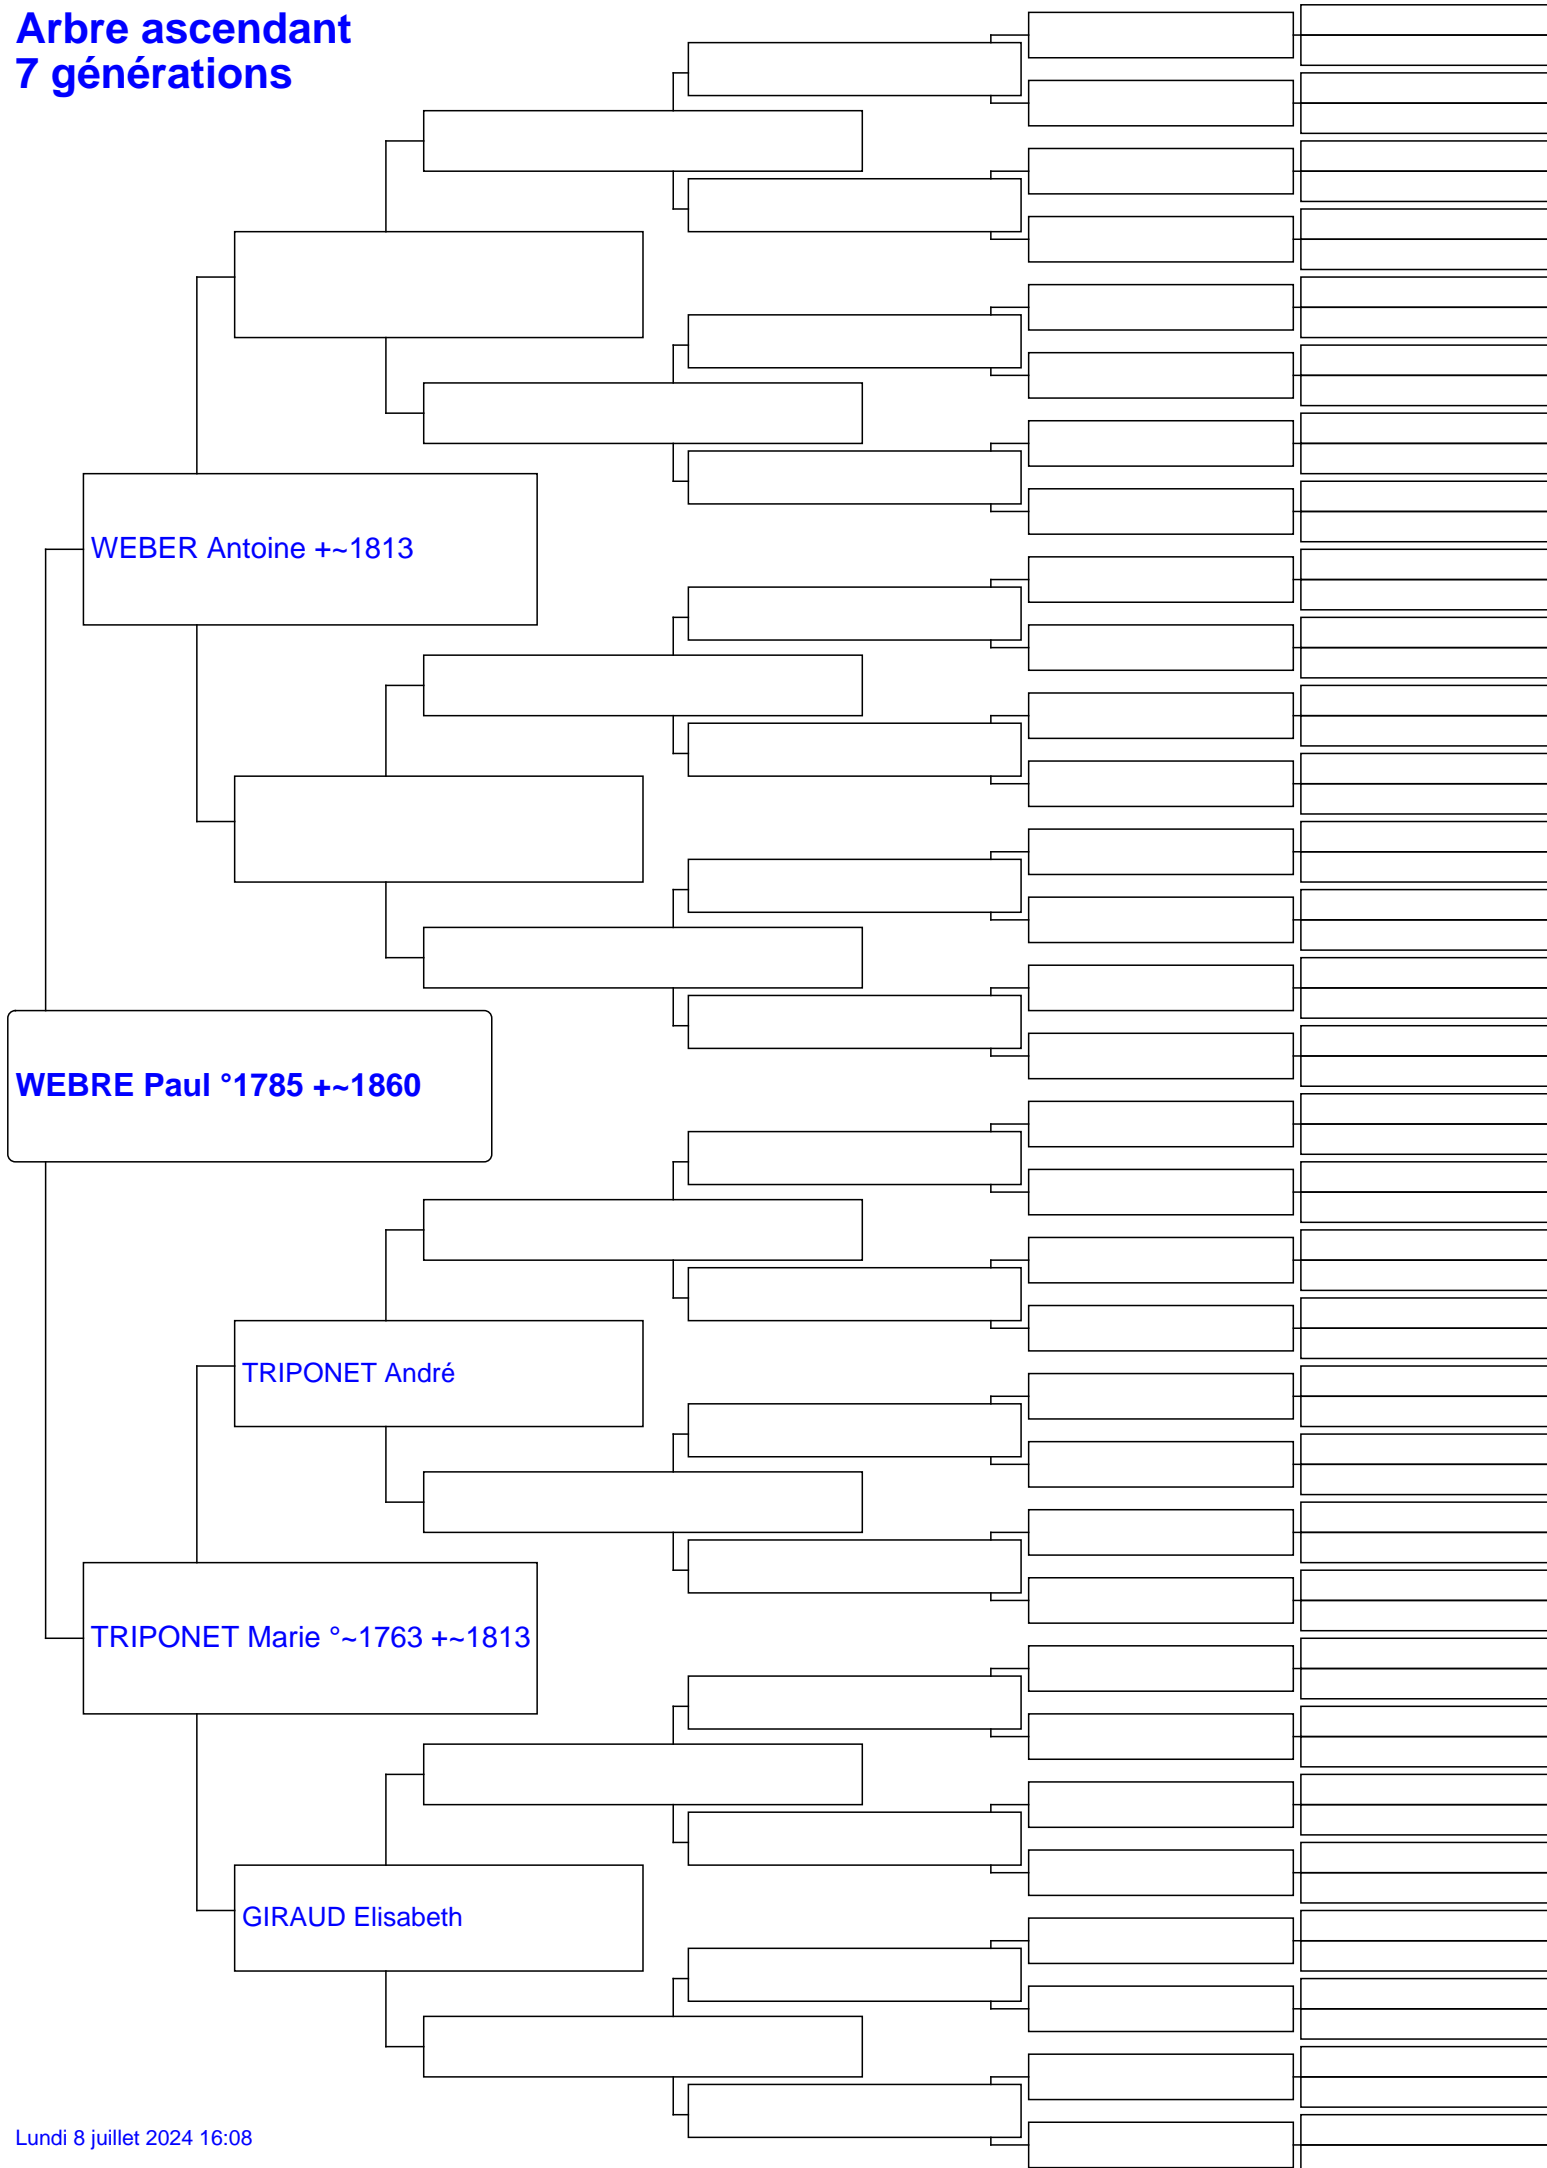 Arbre ascendant
7 générations
WEBER Antoine +~1813
WEBRE Paul °1785 +~1860
TRIPONET André
TRIPONET Marie °~1763 +~1813
GIRAUD Elisabeth
Lundi 8 juillet 2024 16:08